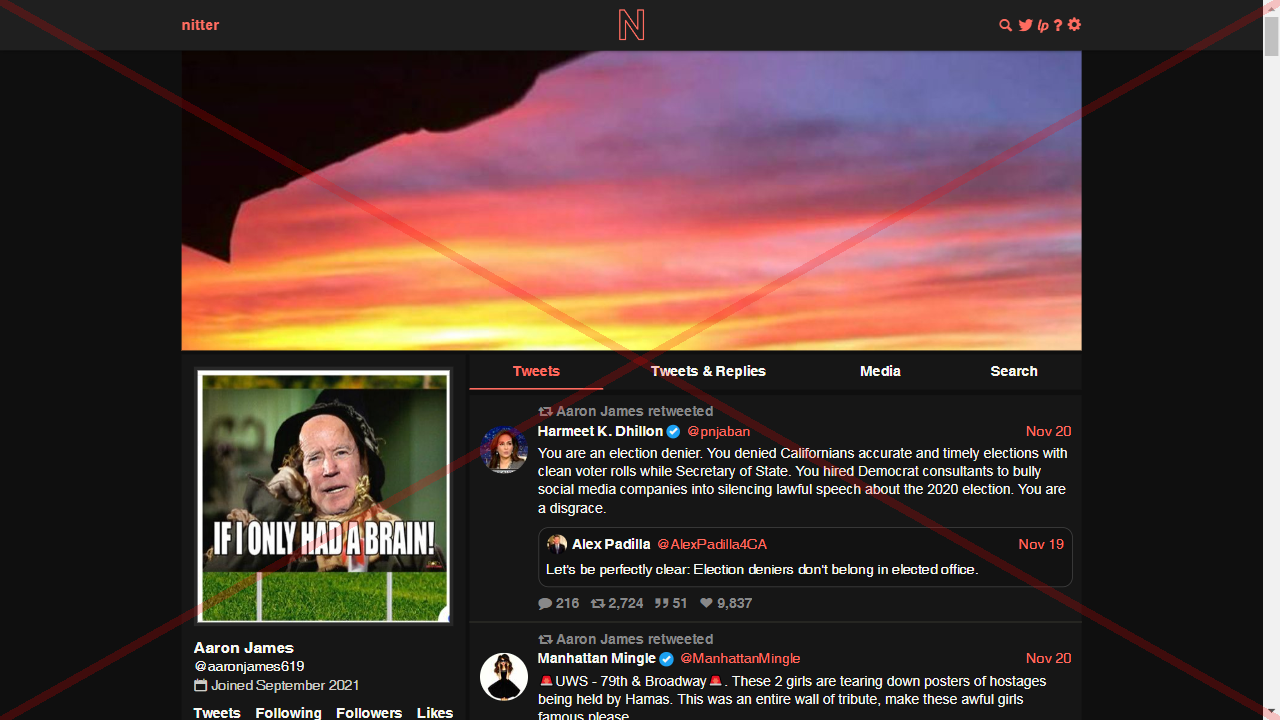 nitter
N
lp ?
IF I ONLY HAD A BRAIN!
Aaron James
@aaronjames619
Joined September 2021
Tweets Following Followers Likes
Tweets Tweets & Replies Media Search
Aaron James retweeted
Harmeet K. Dhillon @pnjaban Nov 20
You are an election denier. You denied Californians accurate and timely elections with
clean voter rolls while Secretary of State. You hired Democrat consultants to bully
social media companies into silencing lawful speech about the 2020 election. You are
a disgrace.
Alex Padilla @AlexPadilla4CA Nov 19
Let's be perfectly clear: Election deniers don't belong in elected office.
216 2,724 51 9,837
Aaron James retweeted
Manhattan Mingle @ManhattanMingle Nov 20
🚨UWS - 79th & Broadway🚨. These 2 girls are tearing down posters of hostages
being held by Hamas. This was an entire wall of tribute, make these awful girls
famous please